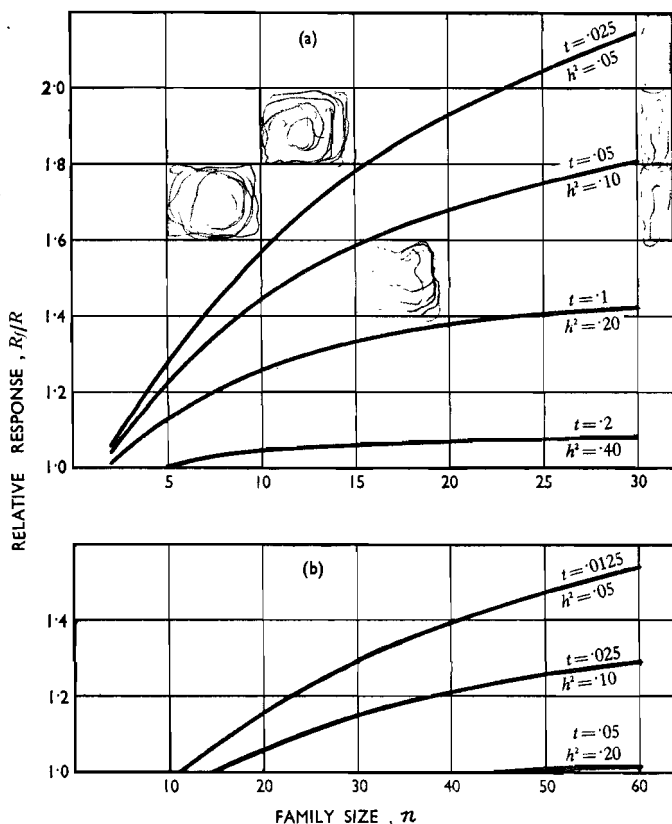 (a)
t=·025
h²=·05
2·0
t=·05
h²=·10
1·8
1·6
t=·1
h²=·20
1·4
1·2
t=·2
h²=·40
1·0
5 10 15 20 25 30
RELATIVE RESPONSE , Rf/R
(b)
t=·0125
h²=·05
1·4
t=·025
h²=·10
1·2
t=·05
h²=·20
1·0
10 20 30 40 50 60
FAMILY SIZE , n